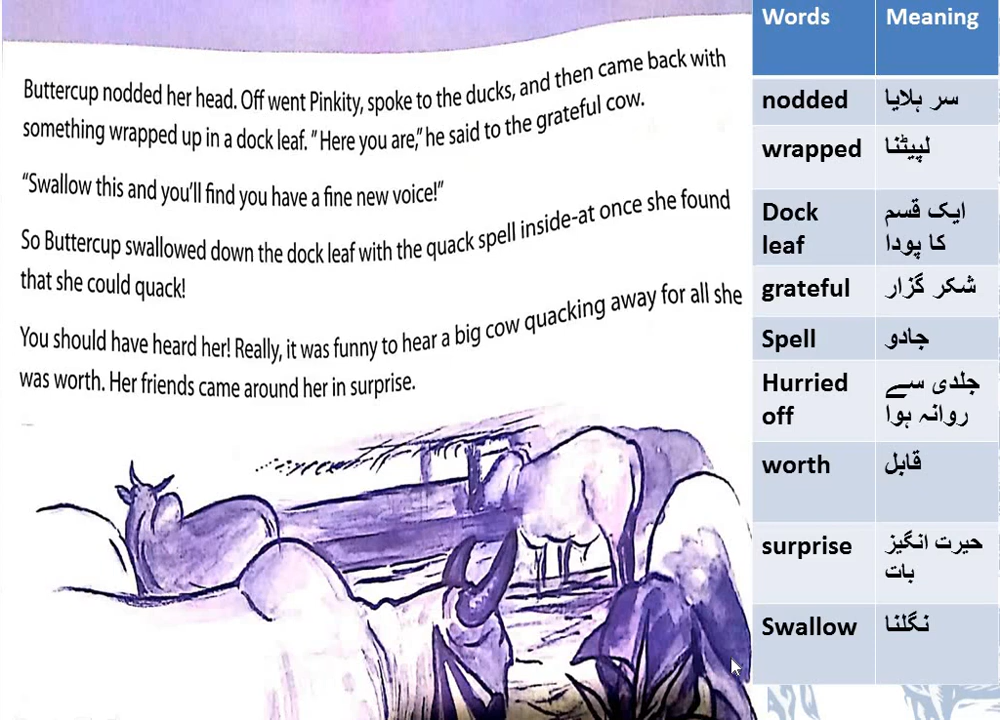 Buttercup nodded her head. Off went Pinkity, spoke to the ducks, and then came back with
something wrapped up in a dock leaf. "Here you are," he said to the grateful cow.
“Swallow this and you'll find you have a fine new voice!”
So Buttercup swallowed down the dock leaf with the quack spell inside-at once she found
that she could quack!
You should have heard her! Really, it was funny to hear a big cow quacking away for all she
was worth. Her friends came around her in surprise.
Words Meaning
nodded سر ہلایا
wrapped لپیٹنا
Dock ایک قسم
leaf کا پودا
grateful شکر گزار
Spell جادو
Hurried جلدی سے
off روانہ ہوا
worth قابل
surprise حیرت انگیز
بات
Swallow نگلنا